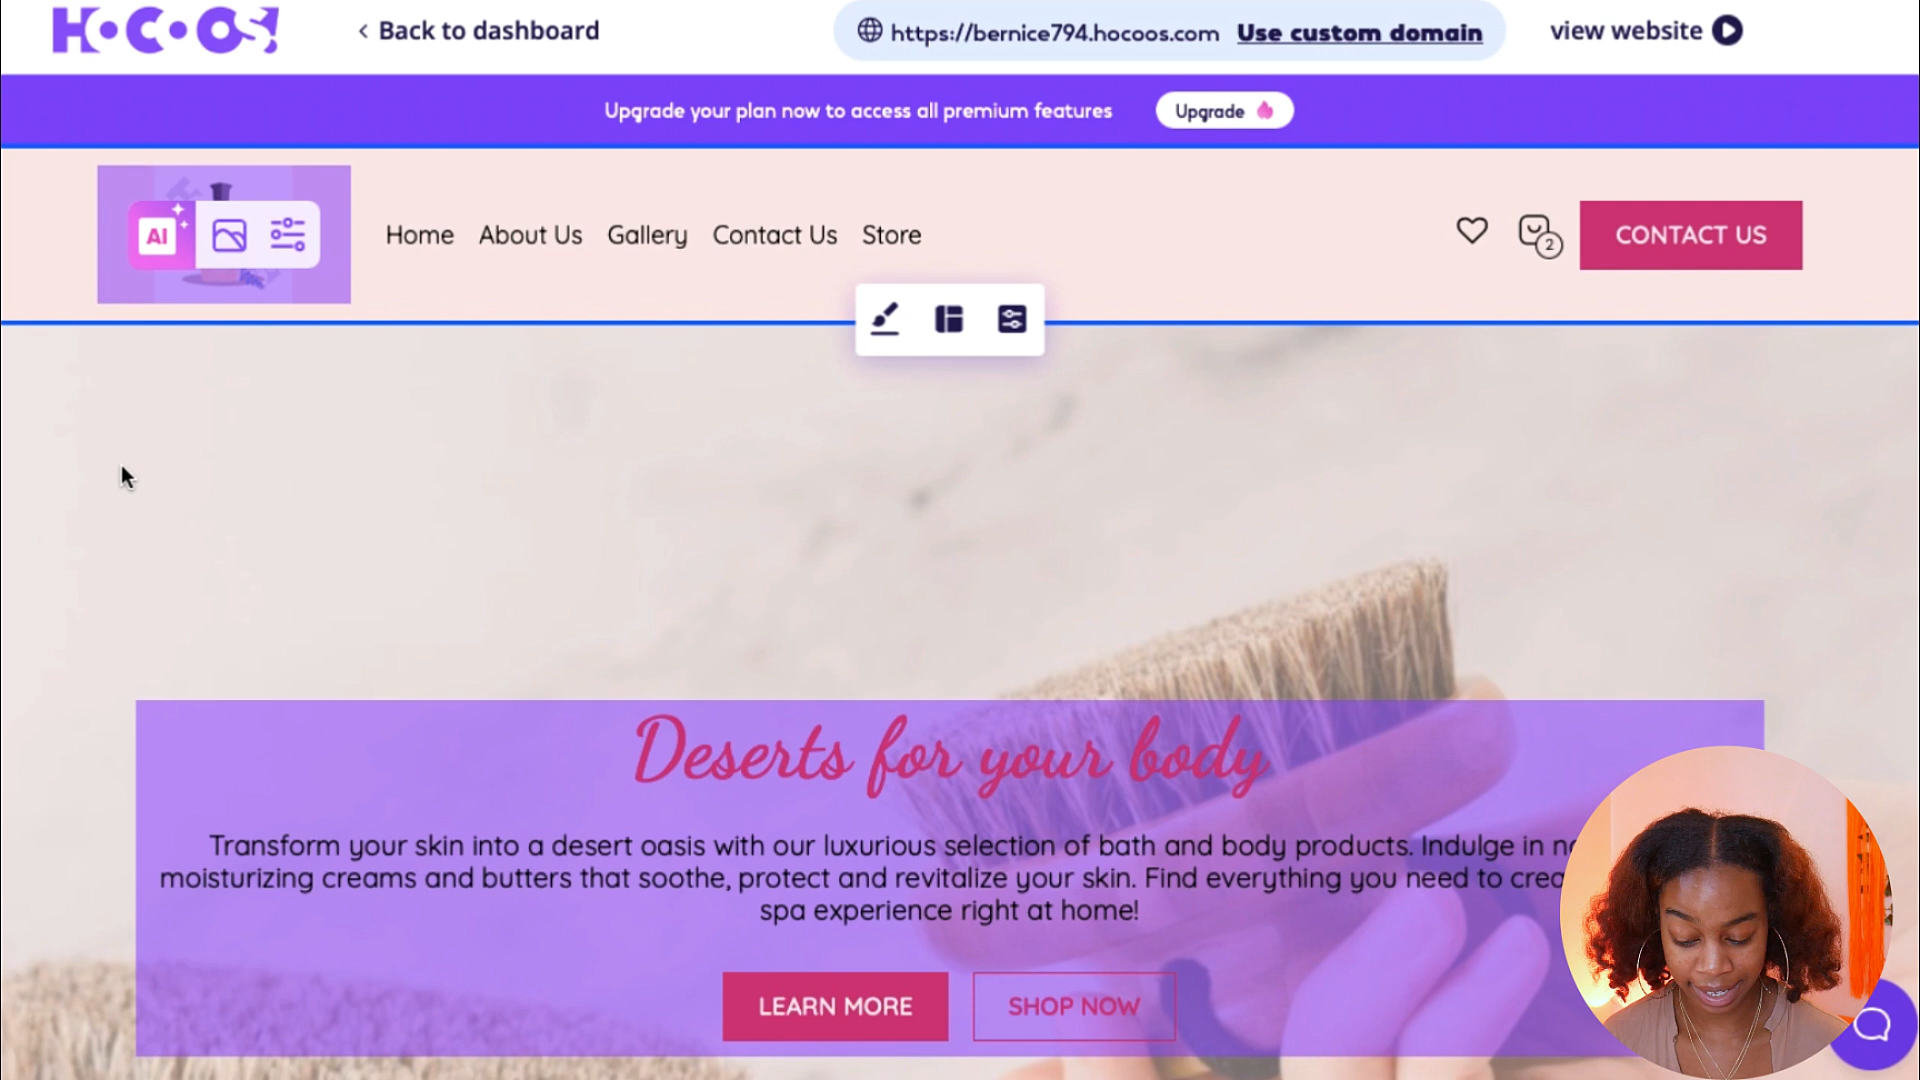 HOCOOS!
Back to dashboard
https://bernice794.hocoos.com Use custom domain
view website
Upgrade your plan now to access all premium features
Upgrade
AI
Home About Us Gallery Contact Us Store
2
CONTACT US
Deserts for your body
Transform your skin into a desert oasis with our luxurious selection of bath and body products. Indulge in
moisturizing creams and butters that soothe, protect and revitalize your skin. Find everything you need to
spa experience right at home!
LEARN MORE
SHOP NOW